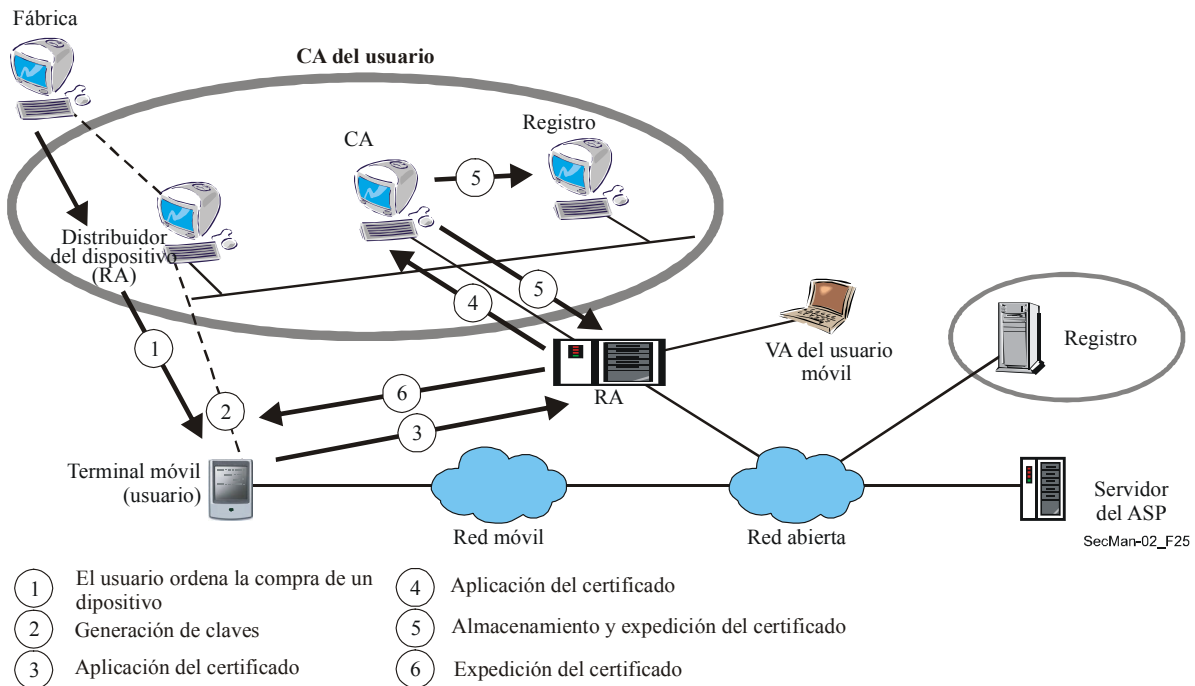 Fábrica
CA del usuario
CA
Registro
5
Distribuidor
del dispositivo
(RA)
4
5
1
VA del usuario
móvil
Registro
6
RA
2
3
Terminal móvil
(usuario)
Red móvil
Red abierta
Servidor
del ASP
SecMan-02_F25
1 El usuario ordena la compra de un
dipositivo
2 Generación de claves
3 Aplicación del certificado
4 Aplicación del certificado
5 Almacenamiento y expedición del certificado
6 Expedición del certificado